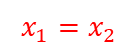 x₁ = x₂